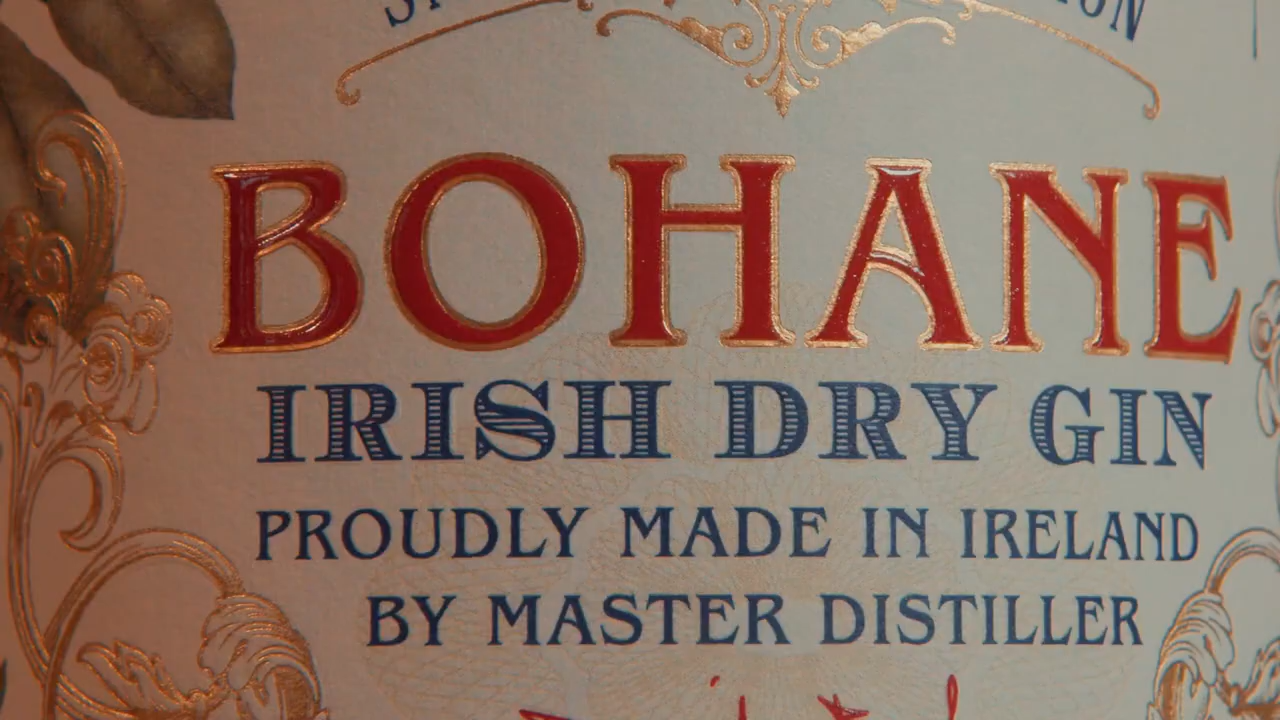 BOHANE
IRISH DRY GIN
PROUDLY MADE IN IRELAND
BY MASTER DISTILLER